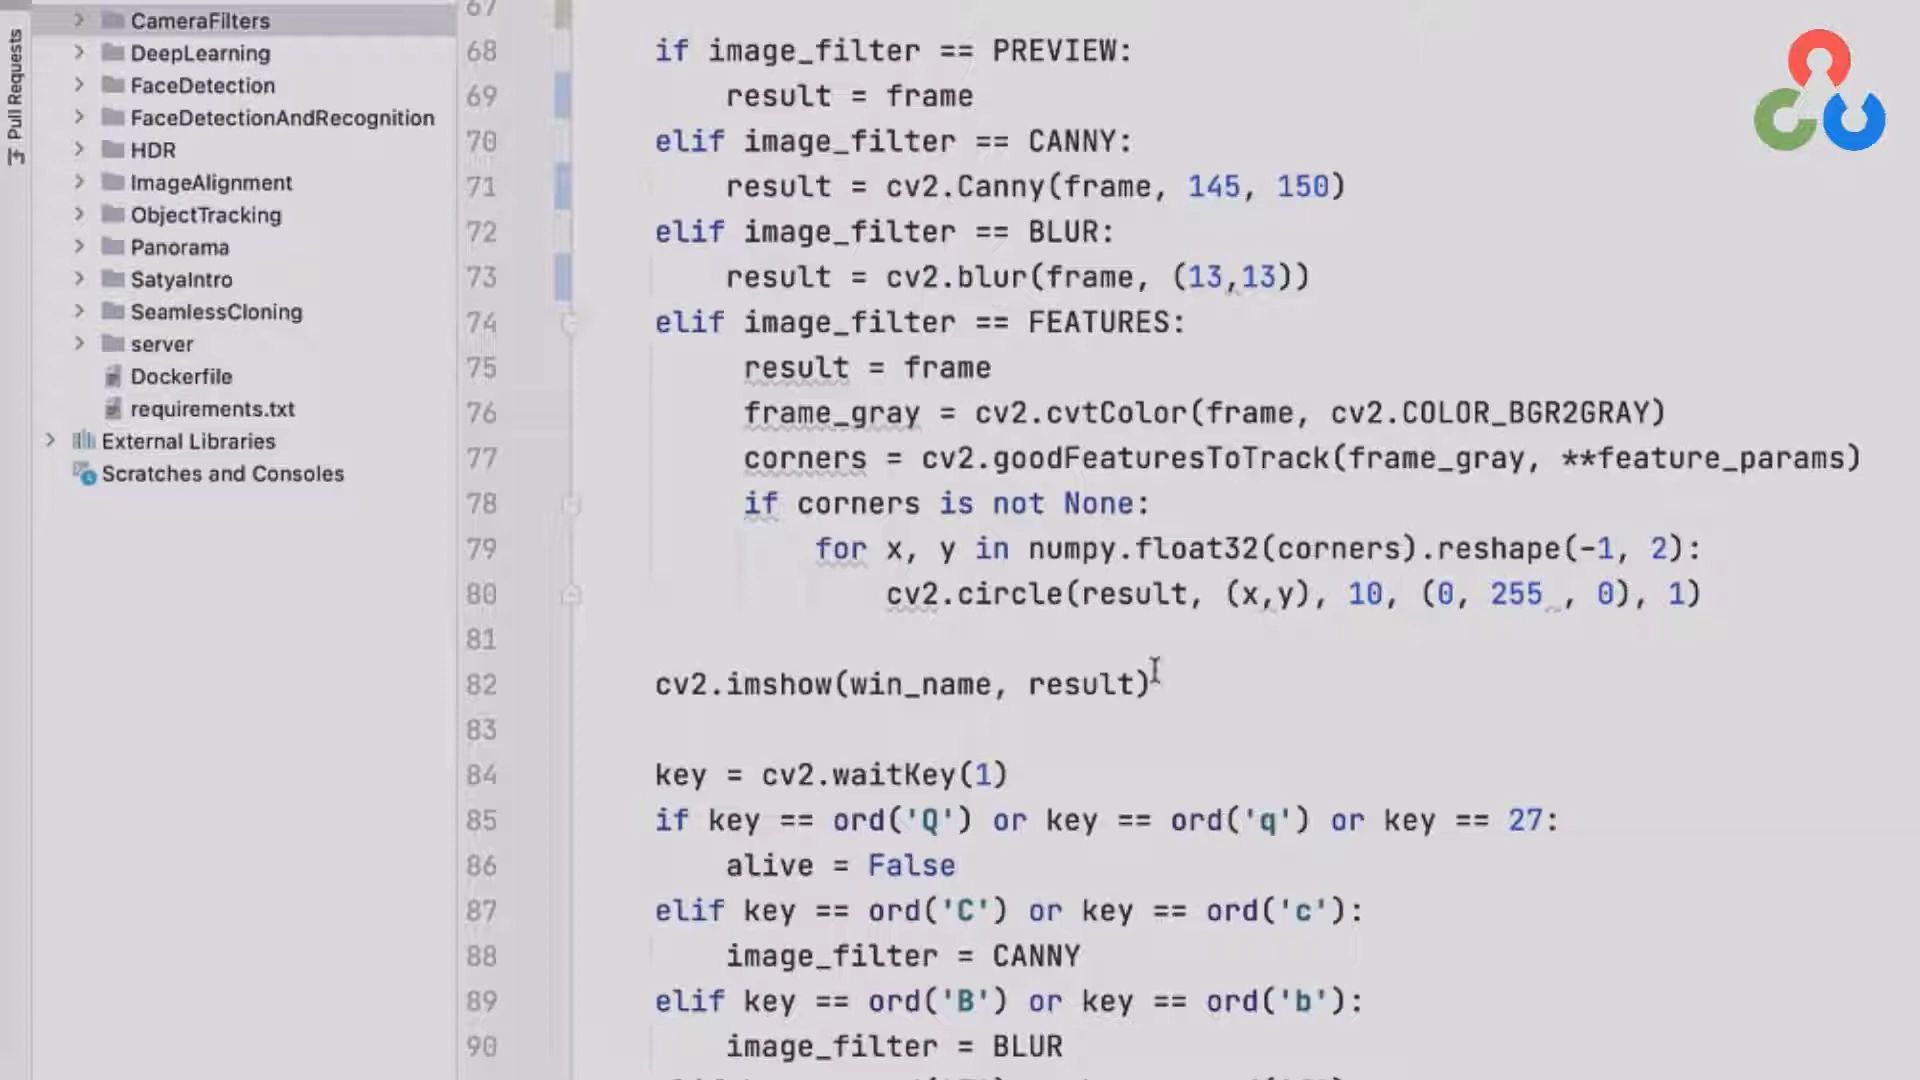 Pull Requests
CameraFilters
DeepLearning
FaceDetection
FaceDetectionAndRecognition
HDR
ImageAlignment
ObjectTracking
Panorama
SatyaIntro
SeamlessCloning
server
Dockerfile
requirements.txt
External Libraries
Scratches and Consoles
67
68 if image_filter == PREVIEW:
69 result = frame
70 elif image_filter == CANNY:
71 result = cv2.Canny(frame, 145, 150)
72 elif image_filter == BLUR:
73 result = cv2.blur(frame, (13,13))
74 elif image_filter == FEATURES:
75 result = frame
76 frame_gray = cv2.cvtColor(frame, cv2.COLOR_BGR2GRAY)
77 corners = cv2.goodFeaturesToTrack(frame_gray, **feature_params)
78 if corners is not None:
79 for x, y in numpy.float32(corners).reshape(-1, 2):
80 cv2.circle(result, (x,y), 10, (0, 255 , 0), 1)
81
82 cv2.imshow(win_name, result)
83
84 key = cv2.waitKey(1)
85 if key == ord('Q') or key == ord('q') or key == 27:
86 alive = False
87 elif key == ord('C') or key == ord('c'):
88 image_filter = CANNY
89 elif key == ord('B') or key == ord('b'):
90 image_filter = BLUR